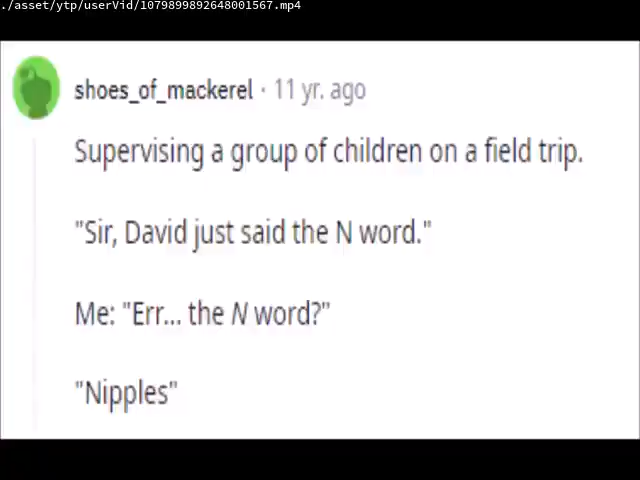 ./asset/ytp/userVid/1079899892648001567.mp4
shoes_of_mackerel · 11 yr. ago
Supervising a group of children on a field trip.
"Sir, David just said the N word."
Me: "Err... the N word?"
"Nipples"